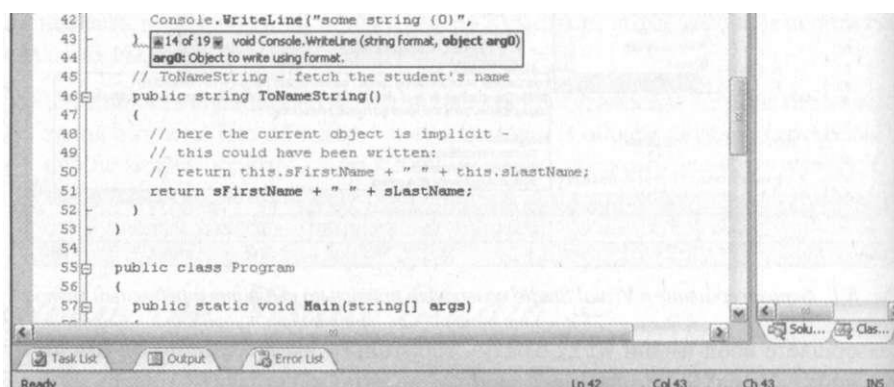 42 Console.WriteLine("some string {0}",
43 } 14 of 19 void Console.WriteLine (string format, object arg0)
arg0: Object to write using format.
45 // ToNameString - fetch the student's name
46 public string ToNameString()
47 {
48 // here the current object is implicit -
49 // this could have been written:
50 // return this.sFirstName + " " + this.sLastName;
51 return sFirstName + " " + sLastName;
52 }
53 }
54
55 public class Program
56 {
57 public static void Main(string[] args)
Solu... Clas...
Task List Output Error List
Ready Ln 42 Col 43 Ch 43 INS